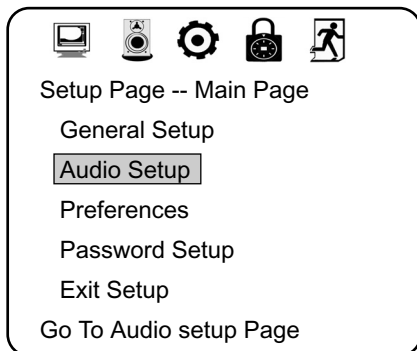 Setup Page -- Main Page
General Setup
Audio Setup
Preferences
Password Setup
Exit Setup
Go To Audio setup Page